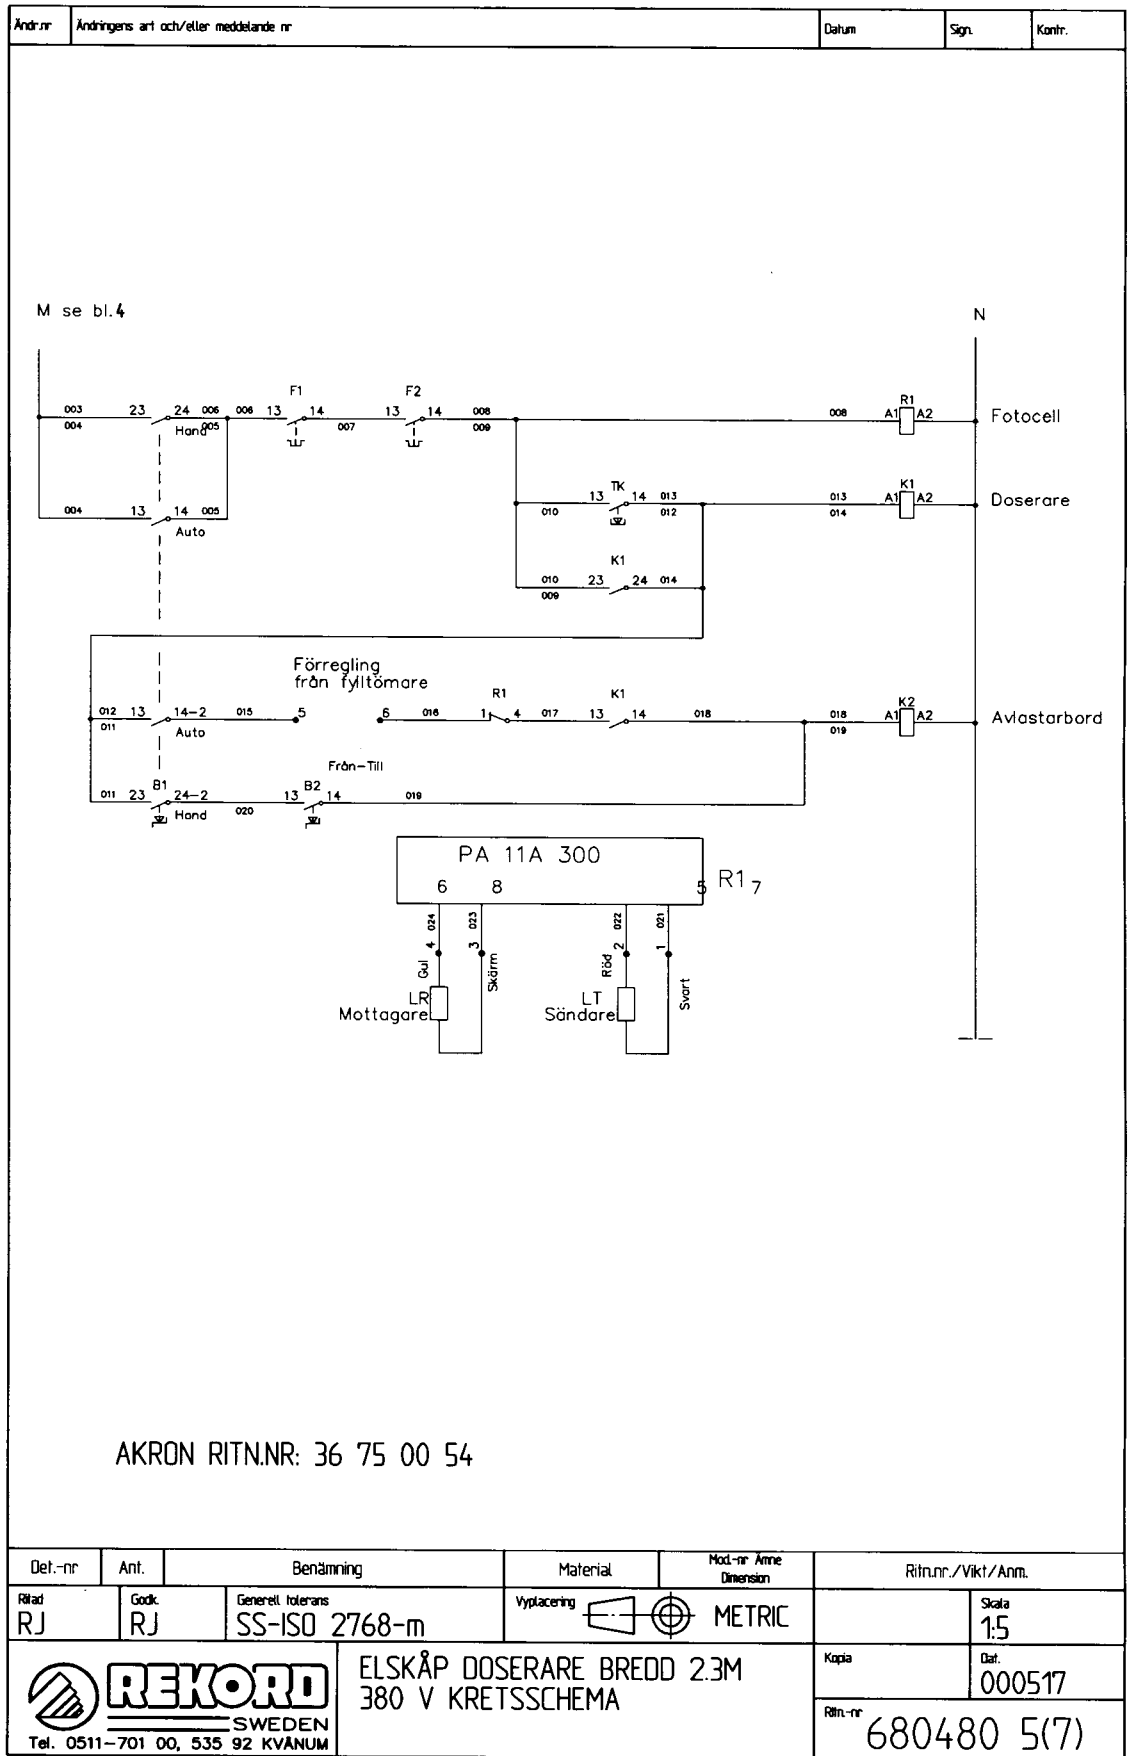 Ändr.nr Ändringens art och/eller meddelande nr Datum Sign. Kontr.
M se bl.4
N
F1 F2 R1
003 23 24 006 006 13 14 13 14 008 008 A1 A2 Fotocell
004 Hand 005 007 009
TK K1
004 13 14 005 13 14 013 013 A1 A2 Doserare
Auto 010 012 014
K1
010 23 24 014
009
Förregling
från fylltömare
R1 K1 K2
012 13 14-2 015 5 6 016 1 4 017 13 14 018 018 A1 A2 Avlastarbord
011 Auto 019
Från-Till
B1 B2
011 23 24-2 13 14 019
Hand 020
PA 11A 300
6 8 5 R1 7
024 023 022 021
4 3 2 1
Gul Skärm Röd Svart
LR LT
Mottagare Sändare
AKRON RITN.NR: 36 75 00 54
Det.-nr Ant. Benämning Material Mod.-nr Ämne Dimension Ritn.nr./Vikt/Anm.
Ritad Godk. Generell tolerans Vyplacering Skala
RJ RJ SS-ISO 2768-m METRIC 1:5
REKORD
SWEDEN
Tel. 0511-701 00, 535 92 KVÄNUM
ELSKÅP DOSERARE BREDD 2.3M
380 V KRETSSCHEMA
Kopia Dat.
000517
Ritn.-nr 680480 5(7)